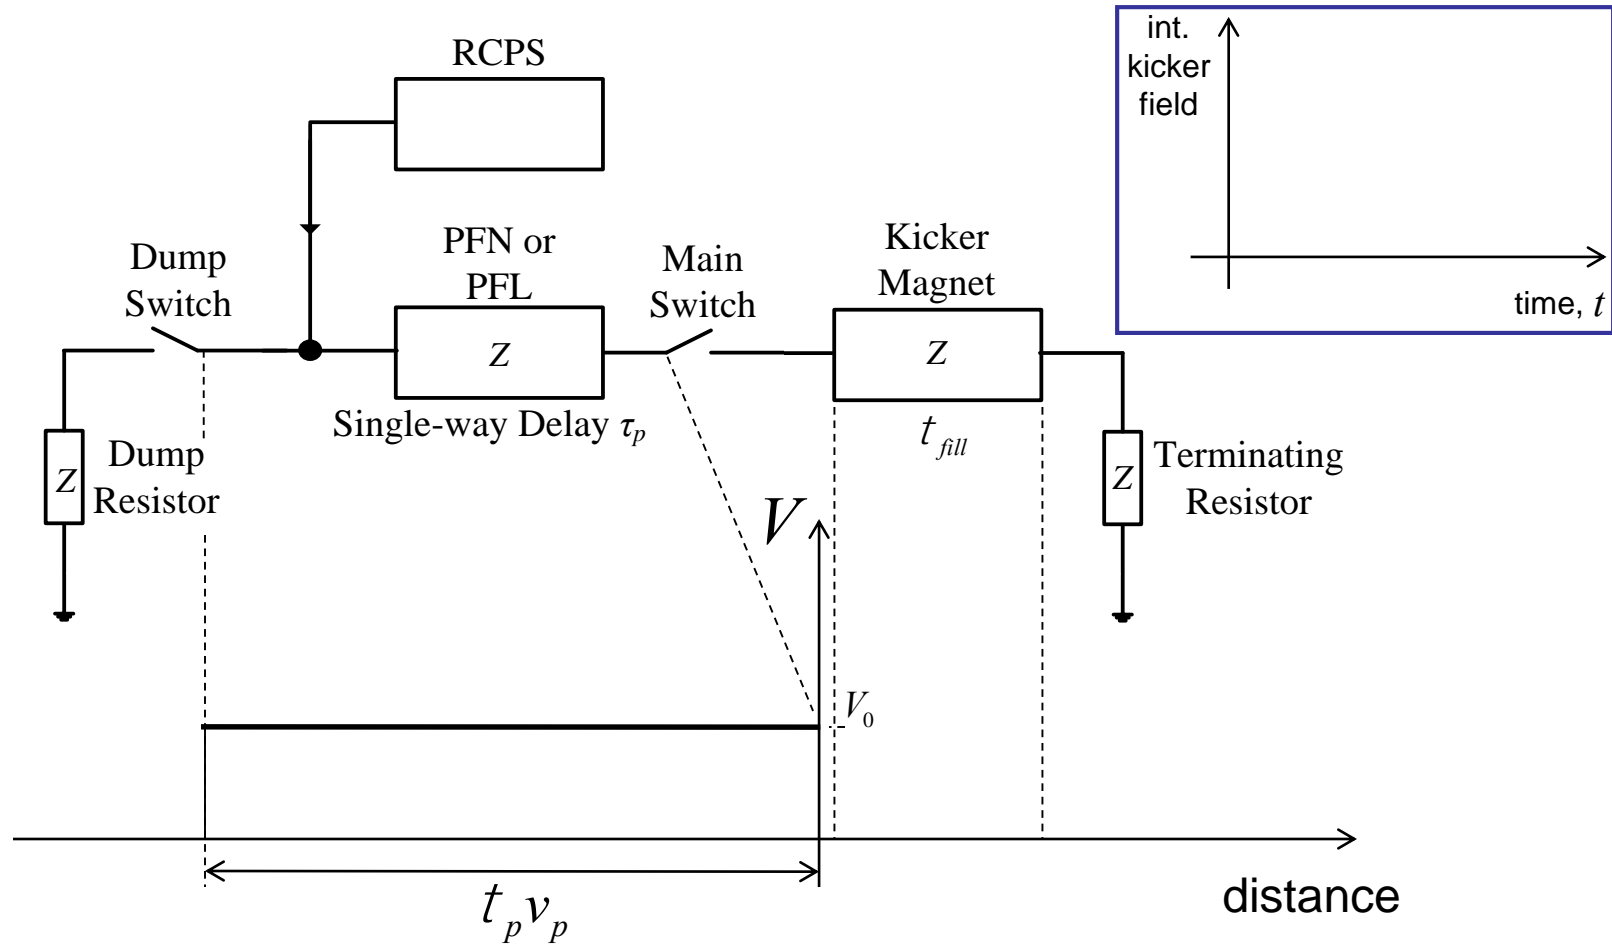 RCPS
int.
kicker
field
time, t
Dump
Switch
PFN or
PFL
Main
Switch
Kicker
Magnet
Z
Z
Single-way Delay τp
t fill
Dump
Resistor
Z
Terminating
Resistor
Z
V
V0
tpvp
distance